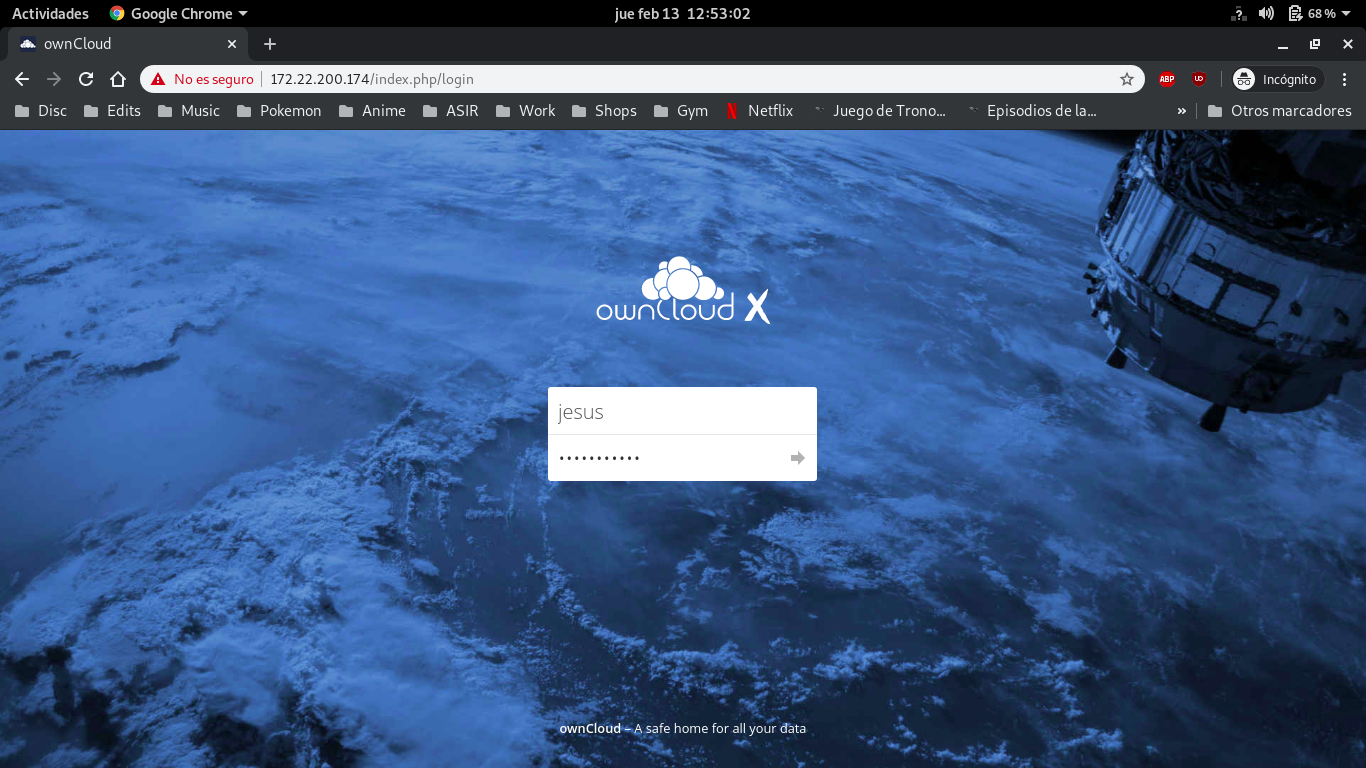 Actividades Google Chrome jue feb 13 12:53:02 68 %
ownCloud
No es seguro 172.22.200.174/index.php/login ABP UD Incógnito
Disc Edits Music Pokemon Anime ASIR Work Shops Gym Netflix Juego de Trono... Episodios de la... » Otros marcadores
ownCloud X
jesus
•••••••••••
ownCloud – A safe home for all your data